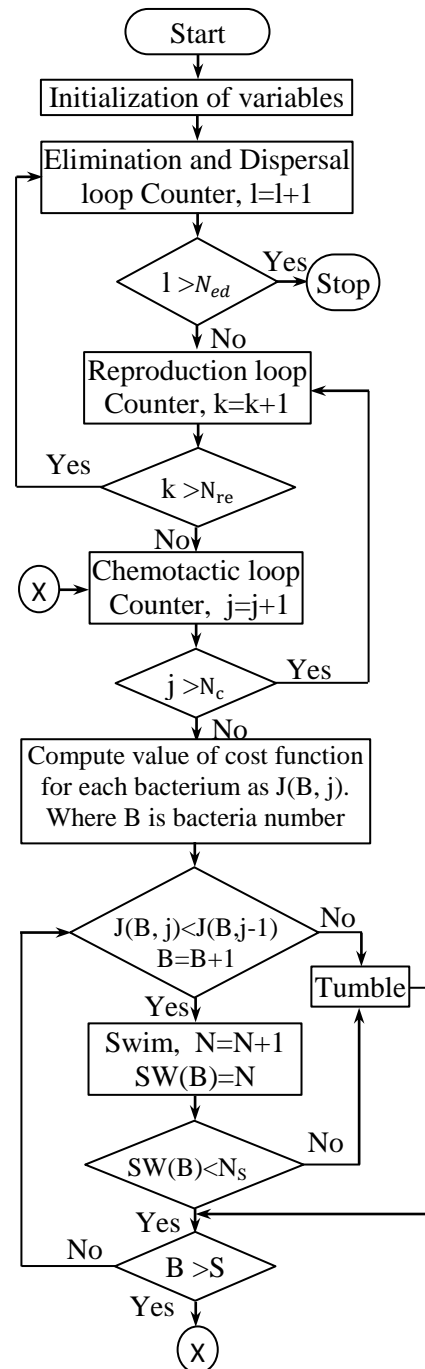 Start
Initialization of variables
Elimination and Dispersal
loop Counter, l=l+1
l >N_ed
Yes
Stop
No
Reproduction loop
Counter, k=k+1
Yes
k >N_re
No
X
Chemotactic loop
Counter, j=j+1
Yes
j >N_c
No
Compute value of cost function
for each bacterium as J(B, j).
Where B is bacteria number
J(B, j)<J(B,j-1)
B=B+1
No
Tumble
Yes
Swim, N=N+1
SW(B)=N
No
SW(B)<N_S
Yes
No
B >S
Yes
X